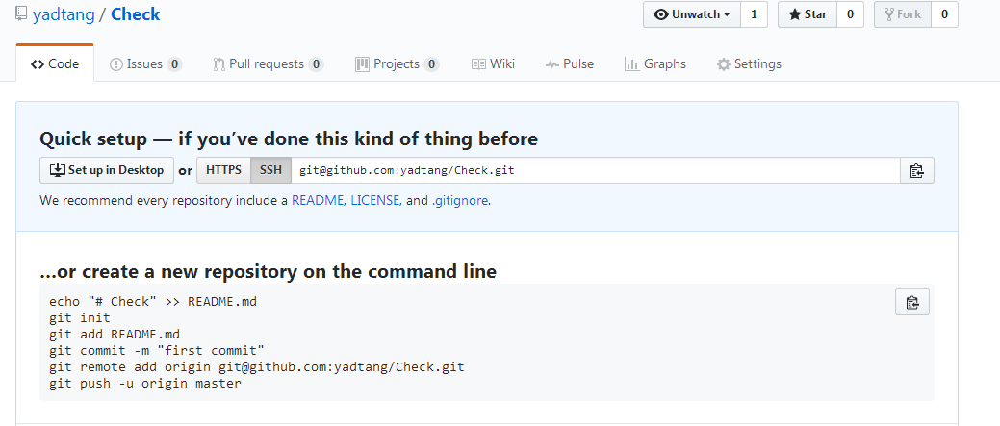 yadtang / Check
Unwatch 1 Star 0 Fork 0
Code Issues 0 Pull requests 0 Projects 0 Wiki Pulse Graphs Settings
Quick setup — if you’ve done this kind of thing before
Set up in Desktop or HTTPS SSH git@github.com:yadtang/Check.git
We recommend every repository include a README, LICENSE, and .gitignore.
…or create a new repository on the command line
echo "# Check" >> README.md
git init
git add README.md
git commit -m "first commit"
git remote add origin git@github.com:yadtang/Check.git
git push -u origin master